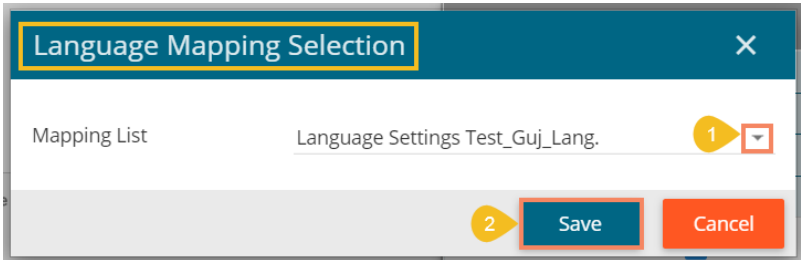 Language Mapping Selection
Mapping List
Language Settings Test_Guj_Lang.
1
2
Save
Cancel